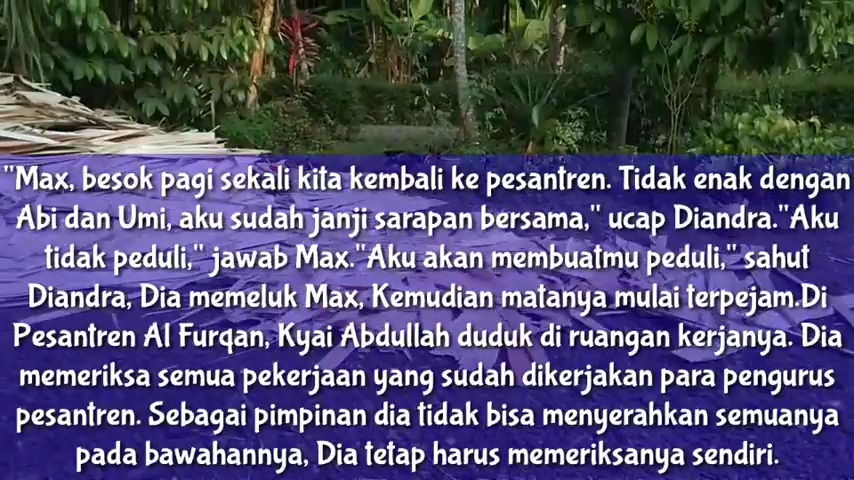 "Max, besok pagi sekali kita kembali ke pesantren. Tidak enak dengan
Abi dan Umi, aku sudah janji sarapan bersama," ucap Diandra."Aku
tidak peduli," jawab Max."Aku akan membuatmu peduli," sahut
Diandra, Dia memeluk Max, Kemudian matanya mulai terpejam.Di
Pesantren Al Furqan, Kyai Abdullah duduk di ruangan kerjanya. Dia
memeriksa semua pekerjaan yang sudah dikerjakan para pengurus
pesantren. Sebagai pimpinan dia tidak bisa menyerahkan semuanya
pada bawahannya, Dia tetap harus memeriksanya sendiri.